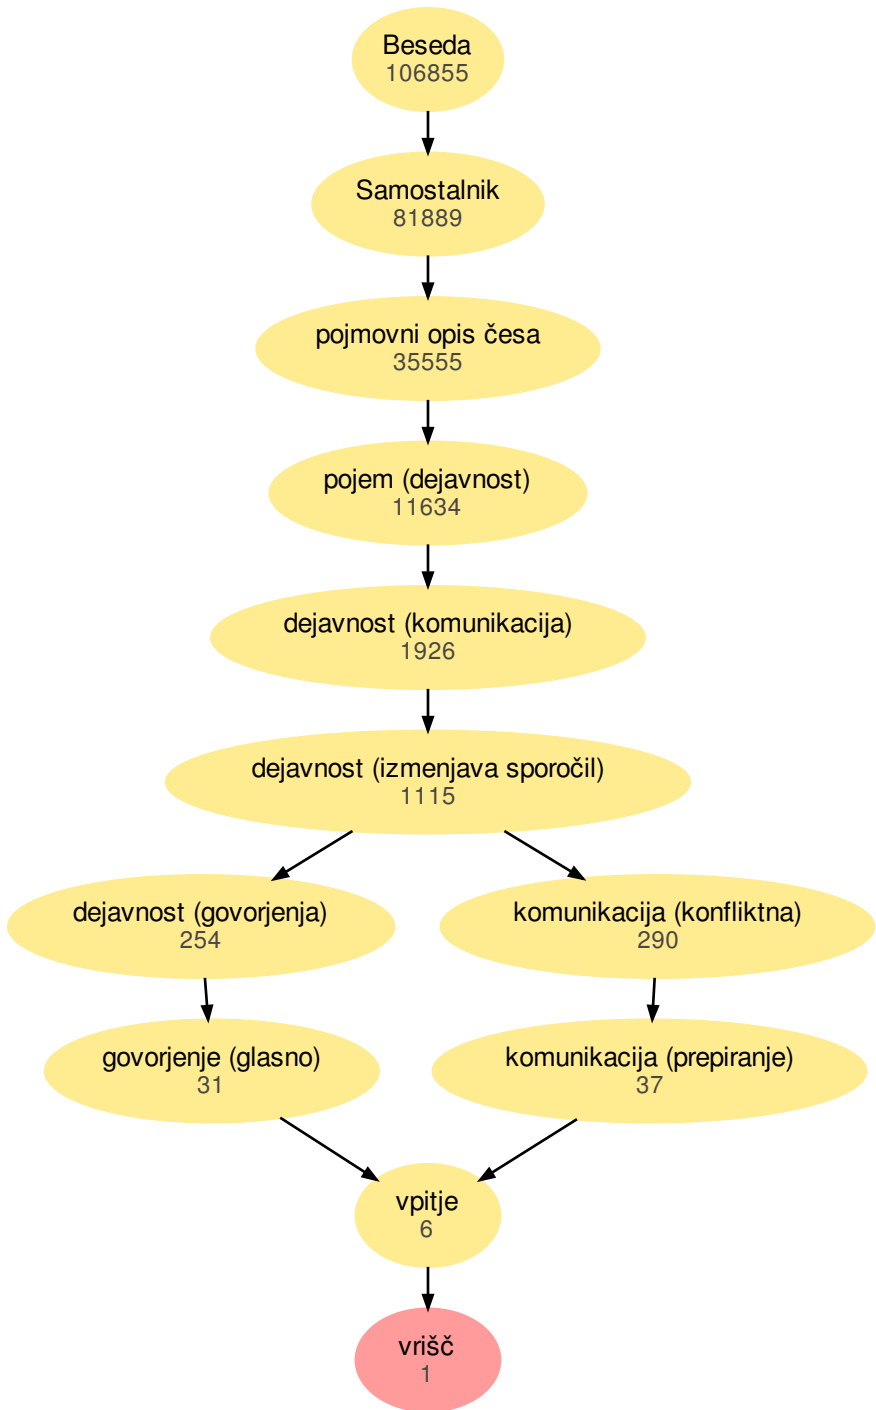 Beseda
106855
Samostalnik
81889
pojmovni opis česa
35555
pojem (dejavnost)
11634
dejavnost (komunikacija)
1926
dejavnost (izmenjava sporočil)
1115
dejavnost (govorjenja)
254
komunikacija (konfliktna)
290
govorjenje (glasno)
31
komunikacija (prepiranje)
37
vpitje
6
vrišč
1